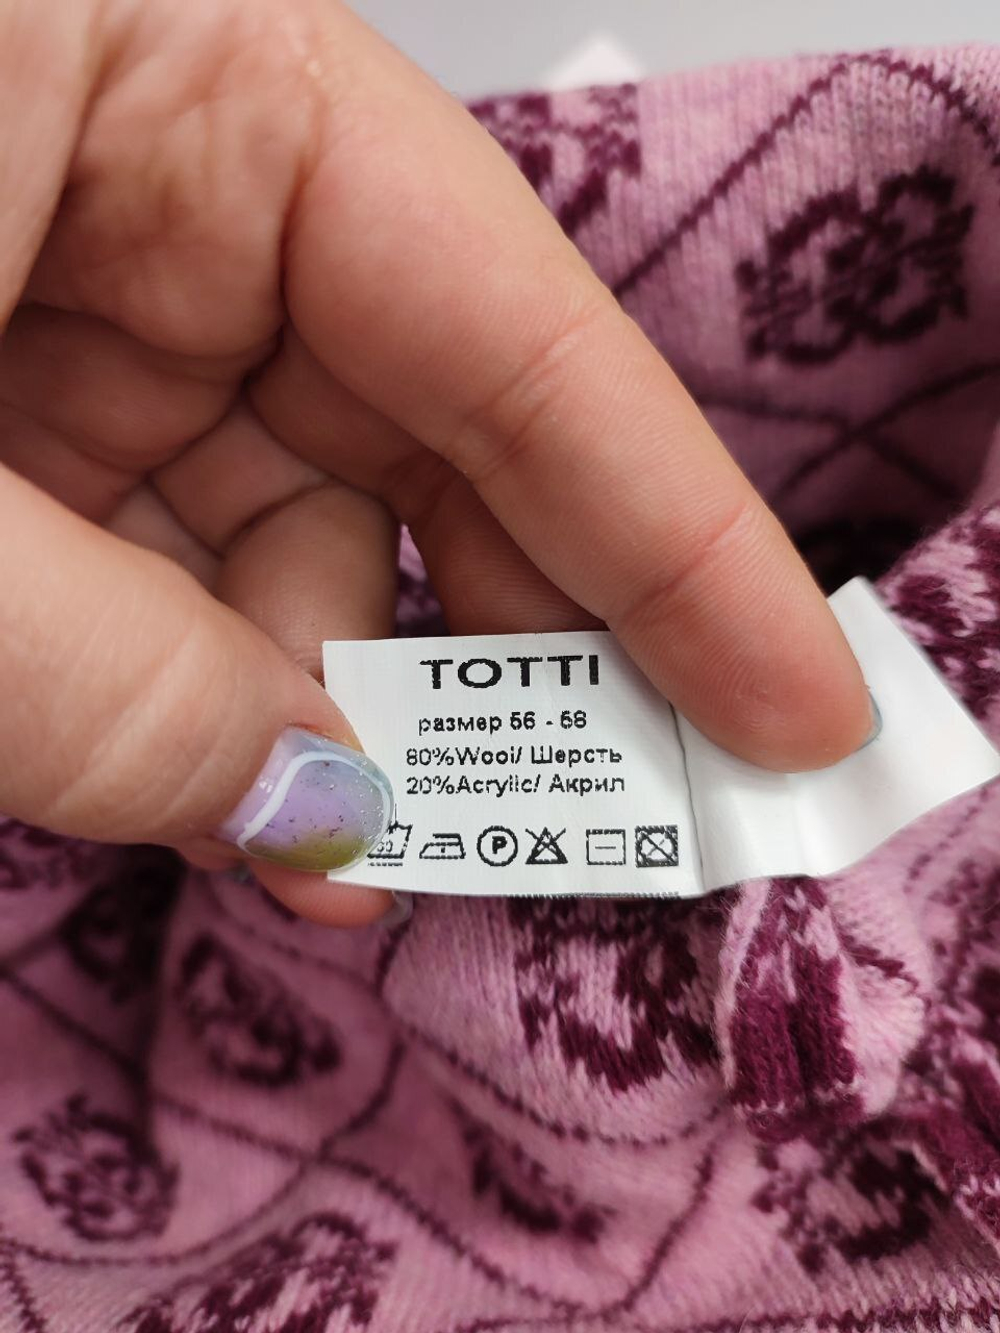 TOTTI
размер 56 - 58
80%Wool/ Шерсть
20%Acrylic/ Акрил
P